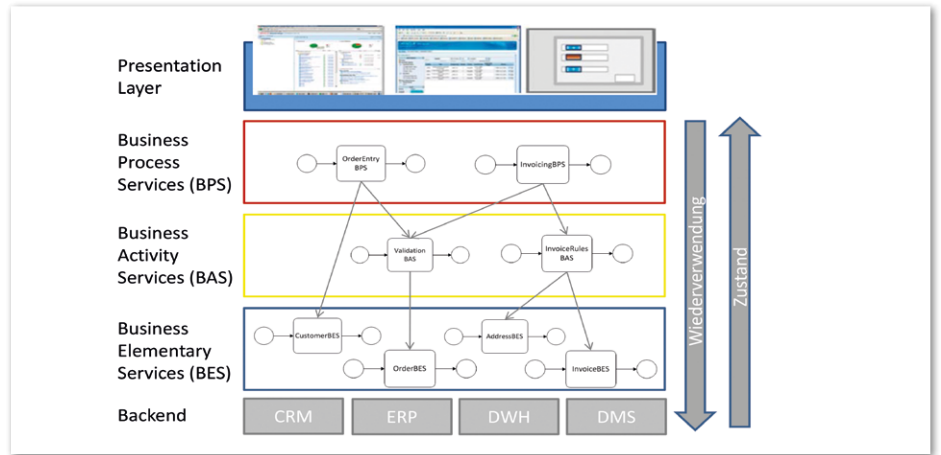 Presentation
Layer
Business
Process
Services (BPS)
OrderEntry
BPS
InvoicingBPS
Business
Activity
Services (BAS)
Validation
BAS
InvoiceRules
BAS
Business
Elementary
Services (BES)
CustomerBES
OrderBES
AddressBES
InvoiceBES
Backend
CRM
ERP
DWH
DMS
Wiederverwendung
Zustand